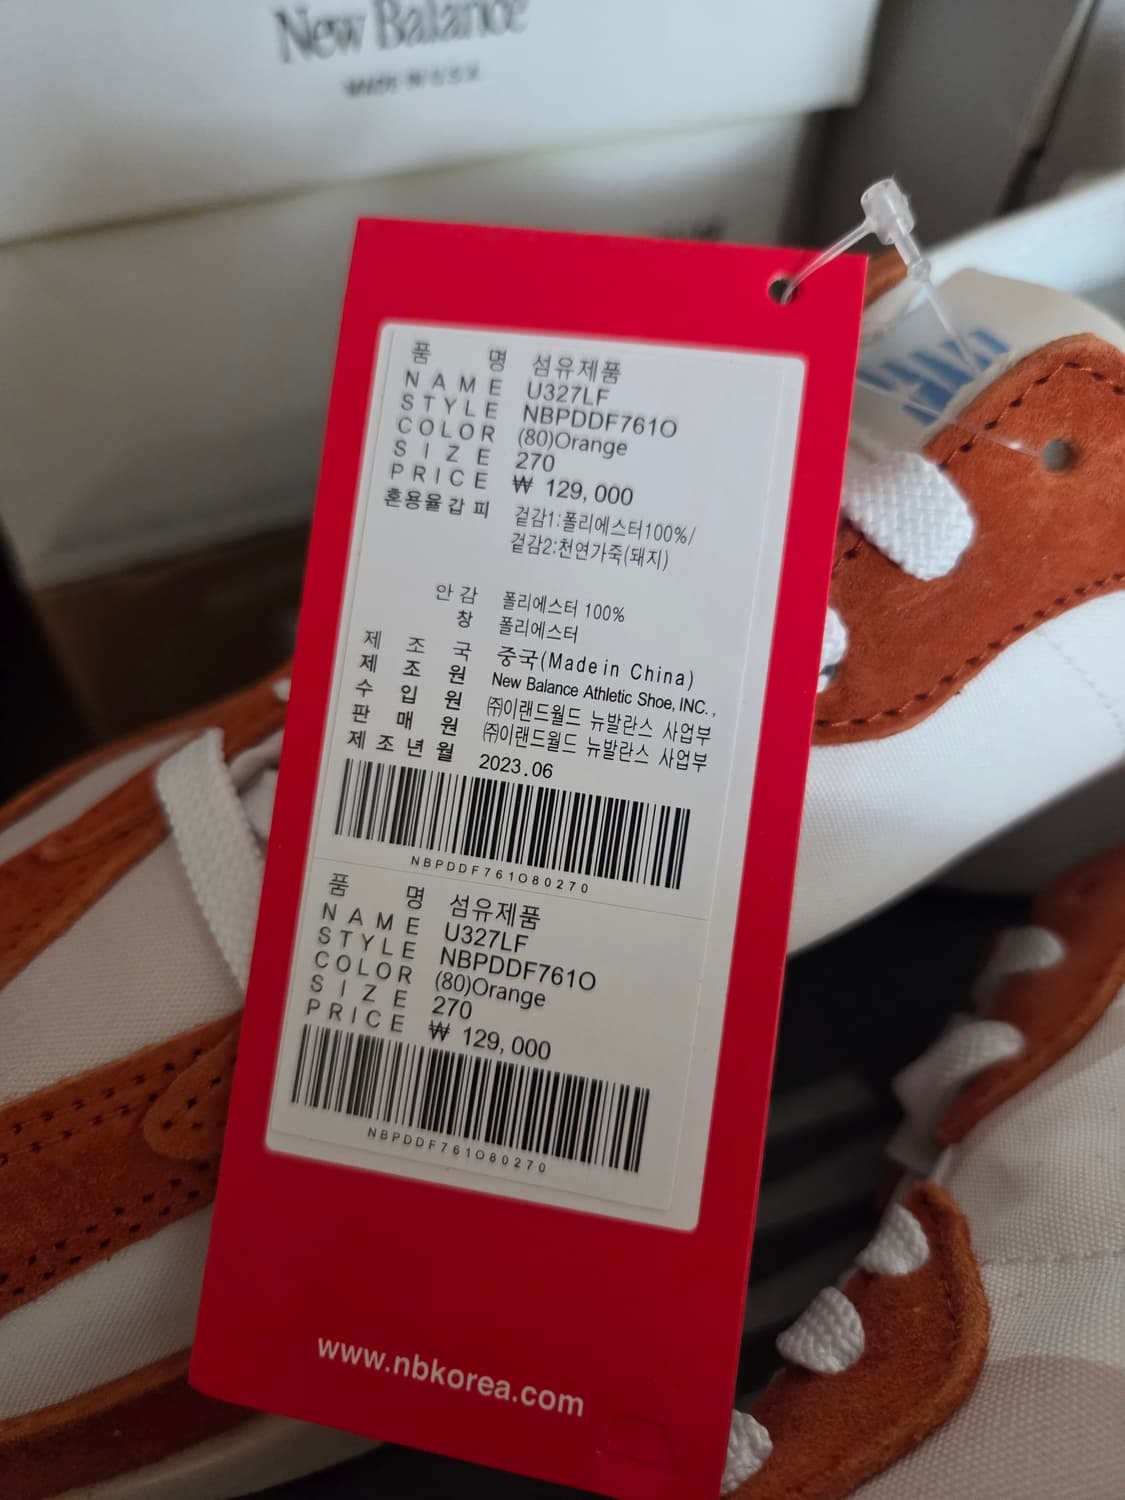 New Balance
MADE IN U.S.A
품 명 섬유제품
NAME U327LF
STYLE NBPDDF761O
COLOR (80)Orange
SIZE 270
PRICE ₩ 129,000
혼용율갑피 겉감1:폴리에스터100%/
겉감2:천연가죽(돼지)
안감 폴리에스터 100%
창 폴리에스터
제 조 국 중국(Made in China)
제 조 원 New Balance Athletic Shoe, INC.,
수 입 원 ㈜이랜드월드 뉴발란스 사업부
판 매 원 ㈜이랜드월드 뉴발란스 사업부
제조년월 2023.06
NBPDDF761O80270
품 명 섬유제품
NAME U327LF
STYLE NBPDDF761O
COLOR (80)Orange
SIZE 270
PRICE ₩ 129,000
NBPDDF761O80270
www.nbkorea.com